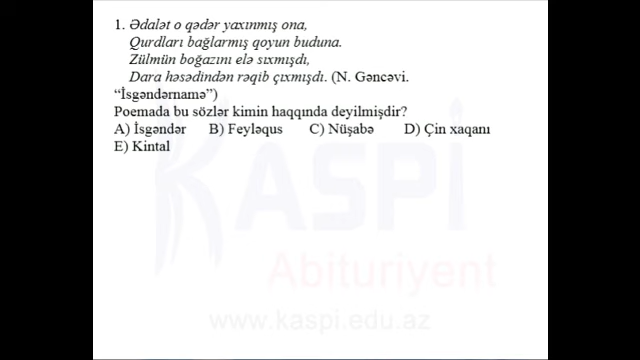 1. Ədalət o qədər yaxınmış ona,
Qurdları bağlarmış qoyun buduna.
Zülmün boğazını elə sıxmışdı,
Dara həsədindən rəqib çıxmışdı. (N. Gəncəvi.
“İsgəndərnamə”)
Poemada bu sözlər kimin haqqında deyilmişdir?
A) İsgəndər B) Feyləqus C) Nüşabə D) Çin xaqanı
E) Kintal
KASPİ
Abituriyent
www.kaspi.edu.az